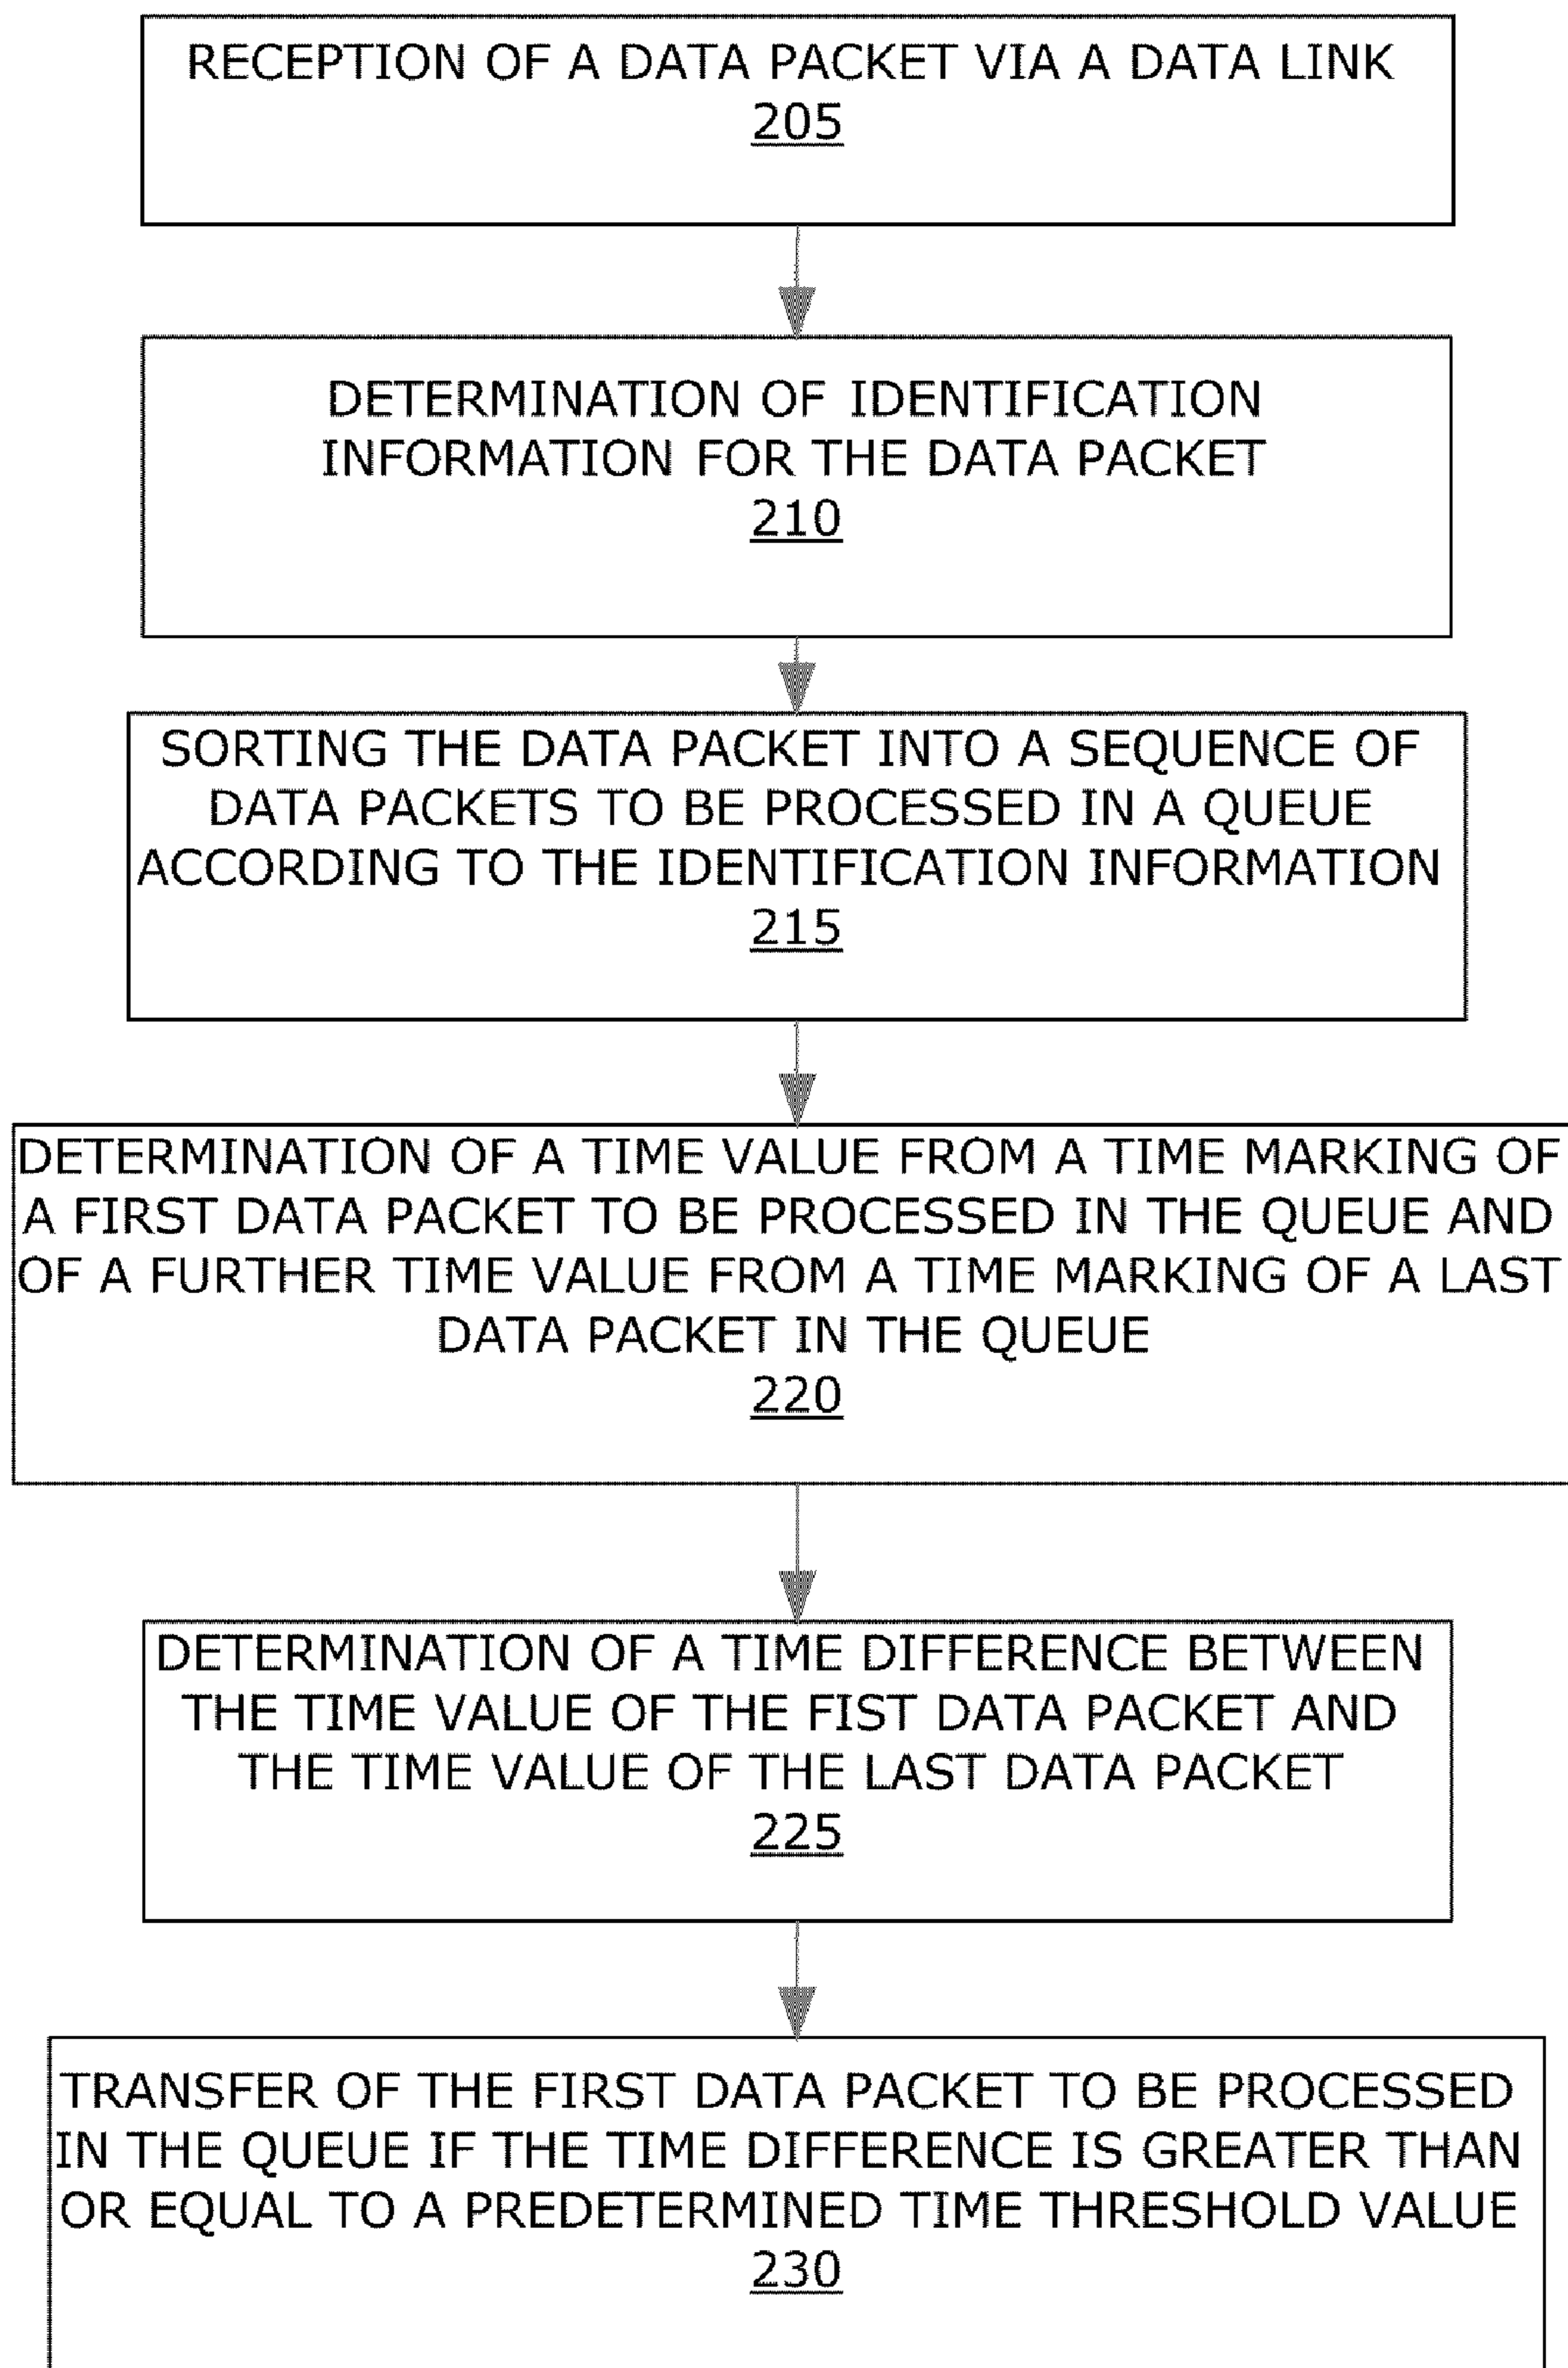 RECEPTION OF A DATA PACKET VIA A DATA LINK
205
DETERMINATION OF IDENTIFICATION
INFORMATION FOR THE DATA PACKET
210
SORTING THE DATA PACKET INTO A SEQUENCE OF
DATA PACKETS TO BE PROCESSED IN A QUEUE
ACCORDING TO THE IDENTIFICATION INFORMATION
215
DETERMINATION OF A TIME VALUE FROM A TIME MARKING OF
A FIRST DATA PACKET TO BE PROCESSED IN THE QUEUE AND
OF A FURTHER TIME VALUE FROM A TIME MARKING OF A LAST
DATA PACKET IN THE QUEUE
220
DETERMINATION OF A TIME DIFFERENCE BETWEEN
THE TIME VALUE OF THE FIST DATA PACKET AND
THE TIME VALUE OF THE LAST DATA PACKET
225
TRANSFER OF THE FIRST DATA PACKET TO BE PROCESSED
IN THE QUEUE IF THE TIME DIFFERENCE IS GREATER THAN
OR EQUAL TO A PREDETERMINED TIME THRESHOLD VALUE
230